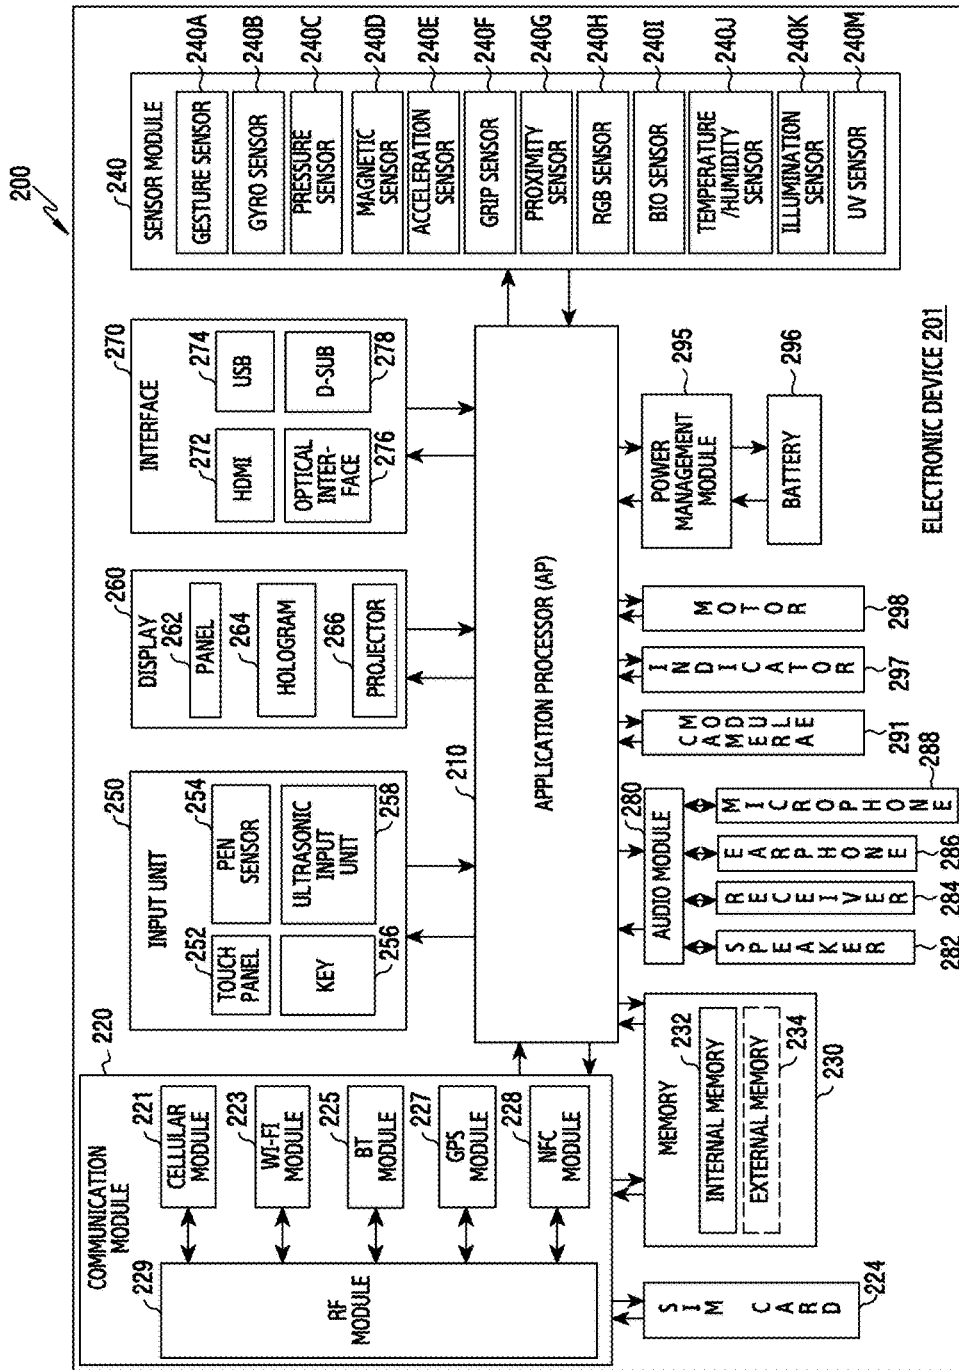 200
COMMUNICATION
MODULE
220
229
RF
MODULE
221
CELLULAR
MODULE
223
WI-FI
MODULE
225
BT
MODULE
227
GPS
MODULE
228
NFC
MODULE
250
INPUT UNIT
252
TOUCH
PANEL
254
PEN
SENSOR
KEY
256
ULTRASONIC
INPUT
UNIT
258
260
DISPLAY
262
PANEL
264
HOLOGRAM
266
PROJECTOR
270
INTERFACE
272
HDMI
274
USB
OPTICAL
INTER-
FACE
276
D-SUB
278
240
SENSOR MODULE
GESTURE SENSOR
240A
GYRO SENSOR
240B
PRESSURE
SENSOR
240C
MAGNETIC
SENSOR
240D
ACCELERATION
SENSOR
240E
GRIP SENSOR
240F
PROXIMITY
SENSOR
240G
RGB SENSOR
240H
BIO SENSOR
240I
TEMPERATURE
/HUMIDITY
SENSOR
240J
ILLUMINATION
SENSOR
240K
UV SENSOR
240M
210
APPLICATION PROCESSOR (AP)
SIM CARD
224
MEMORY
INTERNAL MEMORY
232
EXTERNAL MEMORY
234
230
AUDIO MODULE
280
SPEAKER
282
RECEIVER
284
EARPHONE
286
MICROPHONE
288
CAMERA
MODULE
291
INDICATOR
297
MOTOR
298
POWER
MANAGEMENT
MODULE
295
BATTERY
296
ELECTRONIC DEVICE 201